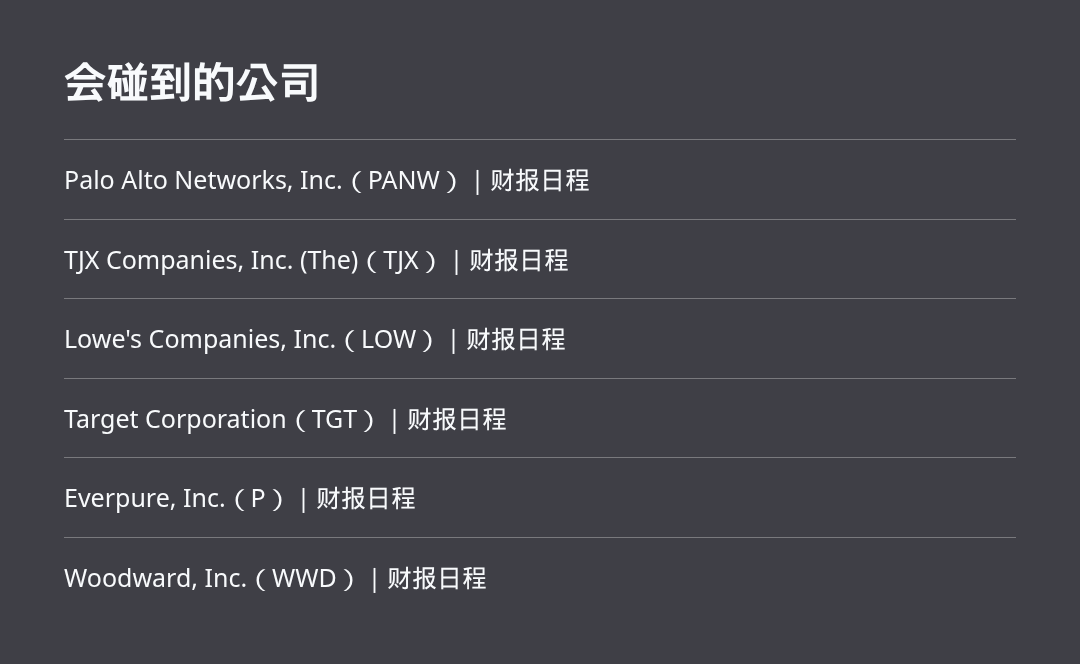 会碰到的公司
Palo Alto Networks, Inc.（PANW）｜财报日程
TJX Companies, Inc. (The)（TJX）｜财报日程
Lowe's Companies, Inc.（LOW）｜财报日程
Target Corporation（TGT）｜财报日程
Everpure, Inc.（P）｜财报日程
Woodward, Inc.（WWD）｜财报日程